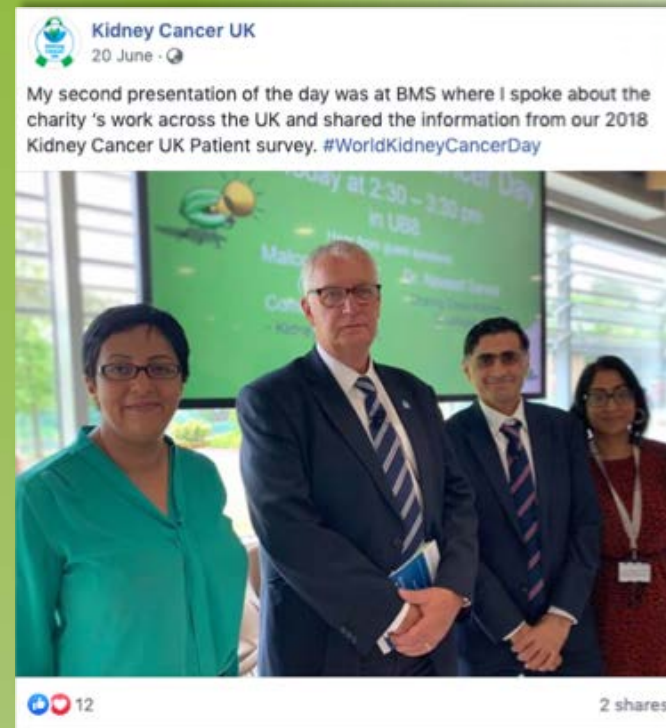 Kidney Cancer UK
20 June ·
My second presentation of the day was at BMS where I spoke about the
charity 's work across the UK and shared the information from our 2018
Kidney Cancer UK Patient survey. #WorldKidneyCancerDay
Day
at 2:30 – 3:30 pm
in UB8
12
2 shares